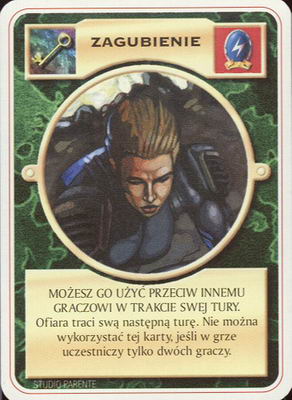 ZAGUBIENIE
MOŻESZ GO UŻYĆ PRZECIW INNEMU
GRACZOWI W TRAKCIE SWEJ TURY.
Ofiara traci swą następną turę. Nie można
wykorzystać tej karty, jeśli w grze
uczestniczy tylko dwóch graczy.
STUDIO PARENTE